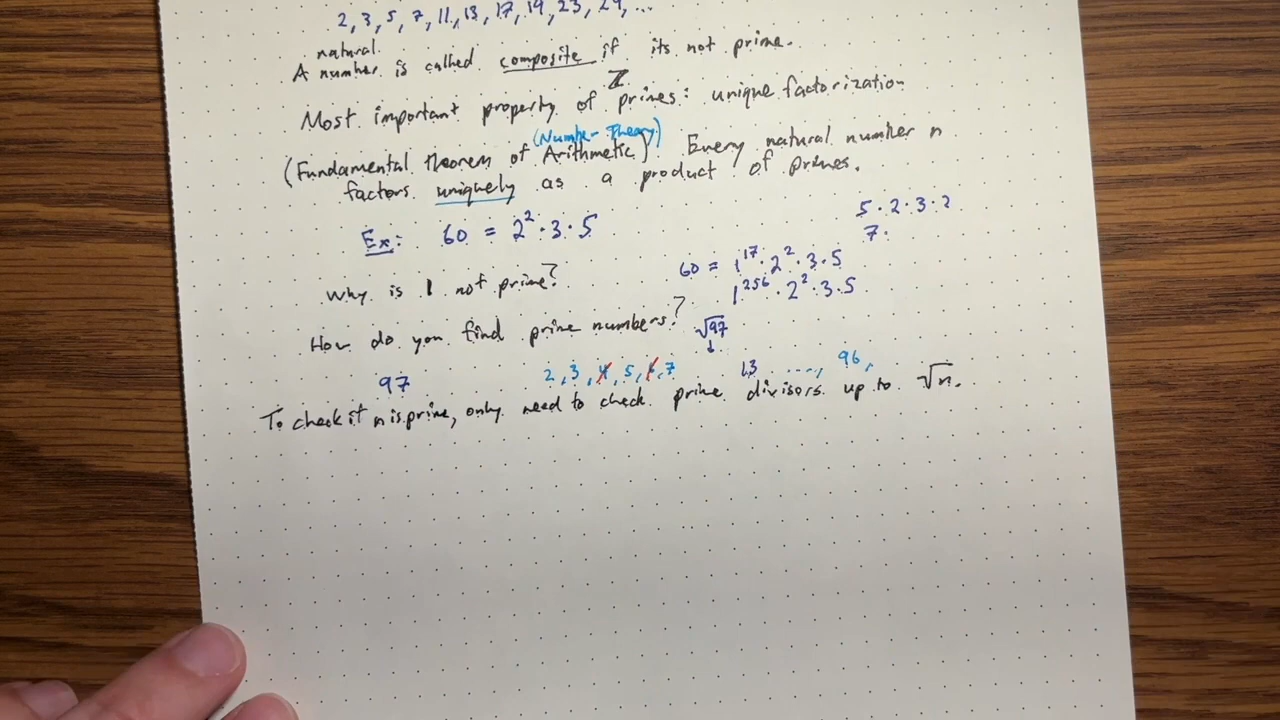 2, 3, 5, 7, 11, 13, 17, 19, 23, 29, ...
natural
A number is called composite if its not prime.
Z
Most important property of primes: unique factorization
(Number Theory)
(Fundamental theorem of Arithmetic). Every natural number n
factors uniquely as a product of primes.
5 · 2 · 3 · 2
7 ·
Ex: 60 = 2² · 3 · 5
60 = 1¹⁷ · 2² · 3 · 5
1²⁵⁶ · 2² · 3 · 5
Why is 1 not prime?
How do you find prime numbers?
√97
↓
97 2, 3, 4, 5, 6, 7 13 ...., 96,
To check if n is prime, only need to check prime divisors up to √n.